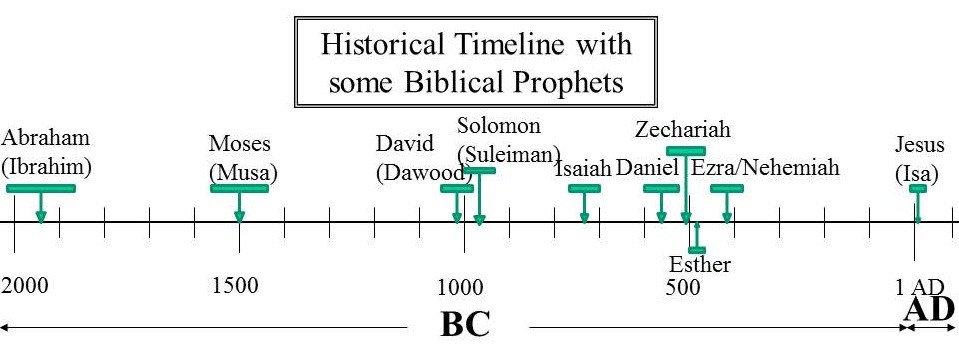 Historical Timeline with
some Biblical Prophets
Abraham
(Ibrahim)
Moses
(Musa)
David
(Dawood)
Solomon
(Suleiman)
Isaiah
Daniel
Zechariah
Ezra/Nehemiah
Jesus
(Isa)
Esther
2000
1500
1000
500
1 AD
BC
AD